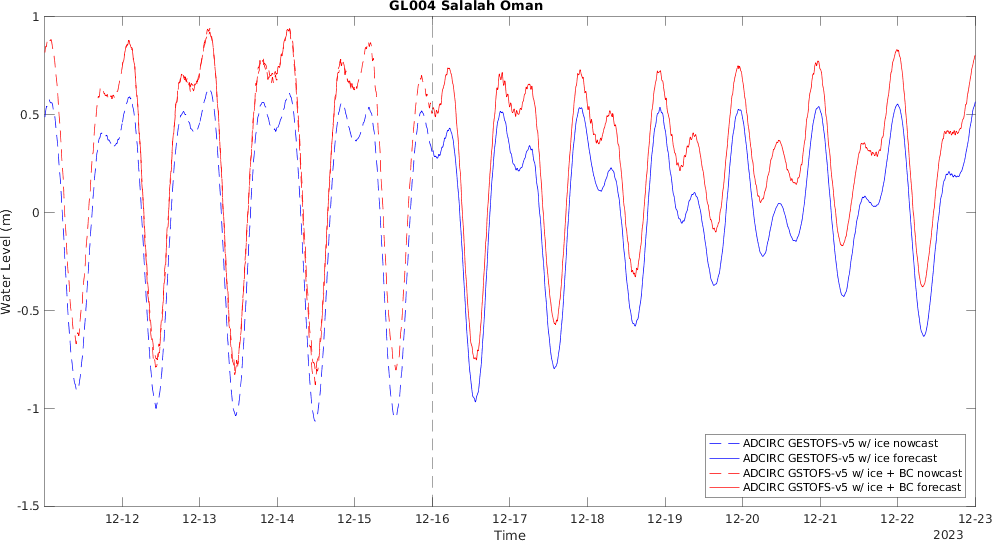 GL004 Salalah Oman
1
0.5
0
-0.5
-1
-1.5
Water Level (m)
ADCIRC GESTOFS-v5 w/ ice nowcast
ADCIRC GESTOFS-v5 w/ ice forecast
ADCIRC GSTOFS-v5 w/ ice + BC nowcast
ADCIRC GSTOFS-v5 w/ ice + BC forecast
12-12 12-13 12-14 12-15 12-16 12-17 12-18 12-19 12-20 12-21 12-22 12-23
Time 2023